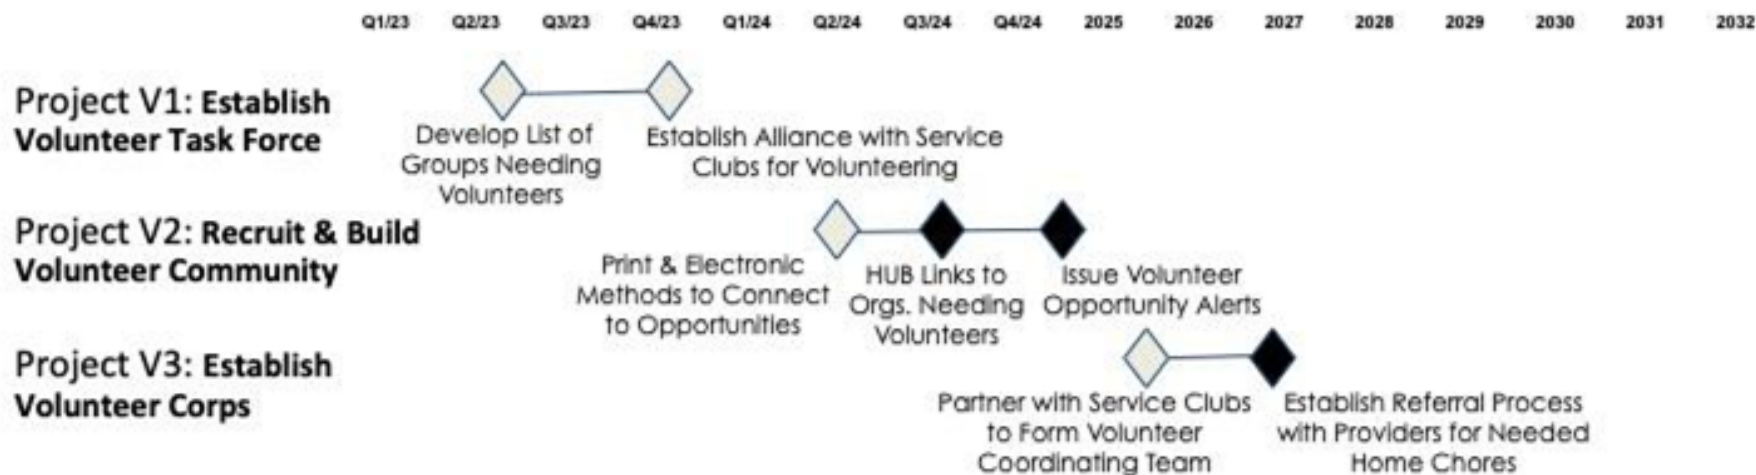 Q1/23 Q2/23 Q3/23 Q4/23 Q1/24 Q2/24 Q3/24 Q4/24 2025 2026 2027 2028 2029 2030 2031 2032
Project V1: Establish
Volunteer Task Force
Develop List of
Groups Needing
Volunteers
Establish Alliance with Service
Clubs for Volunteering
Project V2: Recruit & Build
Volunteer Community
Print & Electronic
Methods to Connect
to Opportunities
HUB Links to
Orgs. Needing
Volunteers
Issue Volunteer
Opportunity Alerts
Project V3: Establish
Volunteer Corps
Partner with Service Clubs
to Form Volunteer
Coordinating Team
Establish Referral Process
with Providers for Needed
Home Chores